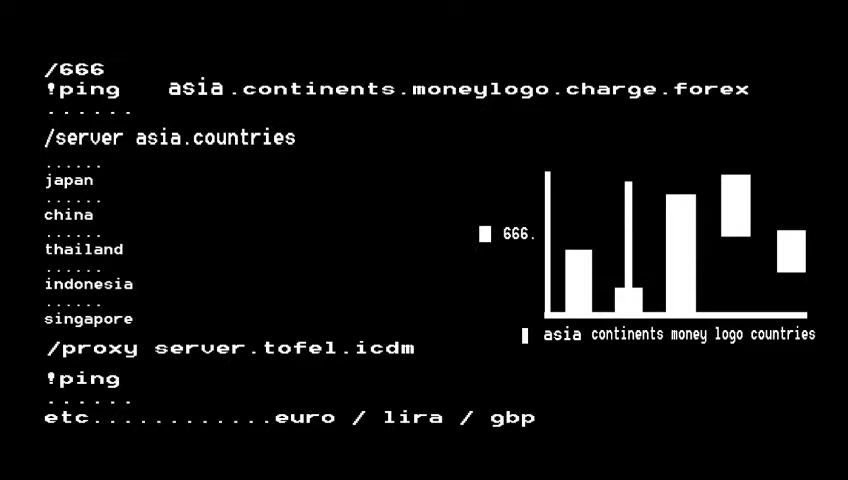 /666
!ping asia.continents.moneylogo.charge.forex
......
/server asia.countries
......
japan
......
china
......
thailand
......
indonesia
......
singapore
/proxy server.tofel.icdm
!ping
......
etc............euro / lira / gbp
666.
asia continents money logo countries